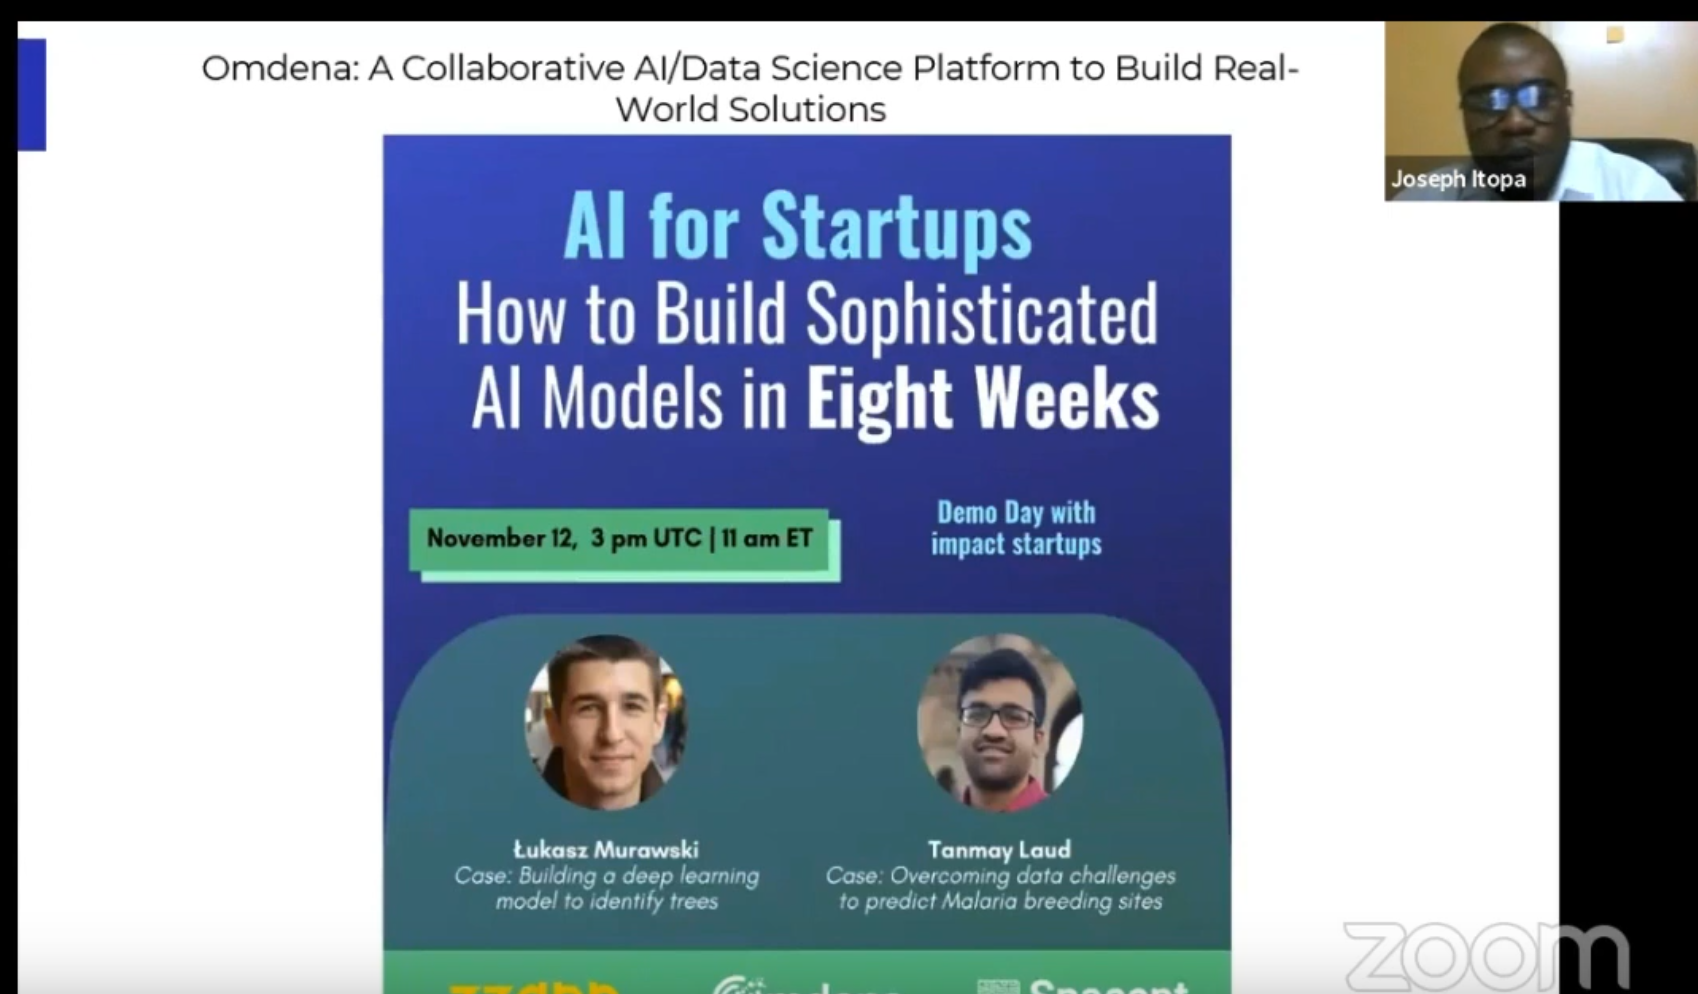 Omdena: A Collaborative AI/Data Science Platform to Build Real-
World Solutions
Joseph Itopa
AI for Startups
How to Build Sophisticated
AI Models in Eight Weeks
November 12, 3 pm UTC | 11 am ET
Demo Day with
impact startups
Łukasz Murawski
Case: Building a deep learning
model to identify trees
Tanmay Laud
Case: Overcoming data challenges
to predict Malaria breeding sites
zoom